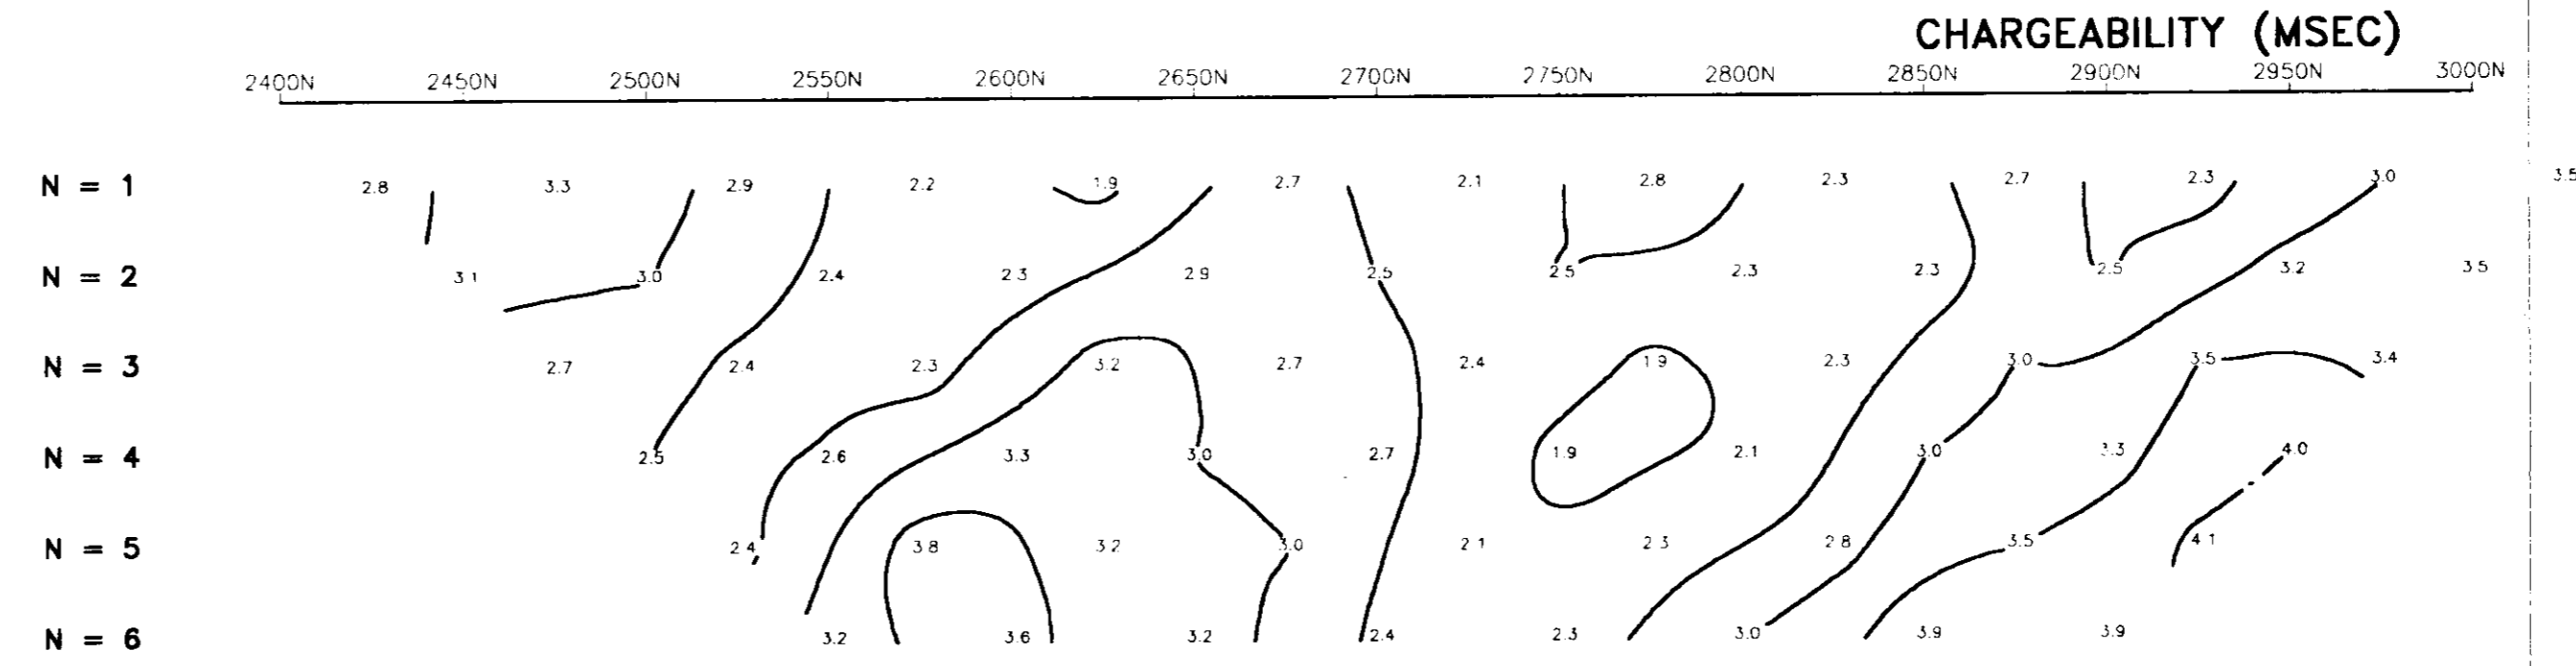 CHARGEABILITY (MSEC)
2400N 2450N 2500N 2550N 2600N 2650N 2700N 2750N 2800N 2850N 2900N 2950N 3000N
N = 1 2.8 3.3 2.9 2.2 1.9 2.7 2.1 2.8 2.3 2.7 2.3 3.0 3.5
N = 2 3.1 3.0 2.4 2.3 2.9 2.5 2.5 2.3 2.3 2.5 3.2 3.5
N = 3 2.7 2.4 2.3 3.2 2.7 2.4 1.9 2.3 3.0 3.5 3.4
N = 4 2.5 2.6 3.3 3.0 2.7 1.9 2.1 3.0 3.3 4.0
N = 5 2.4 3.8 3.2 3.0 2.1 2.8 3.5 4.1
N = 6 3.2 3.6 3.2 2.4 2.3 3.0 3.9 3.9